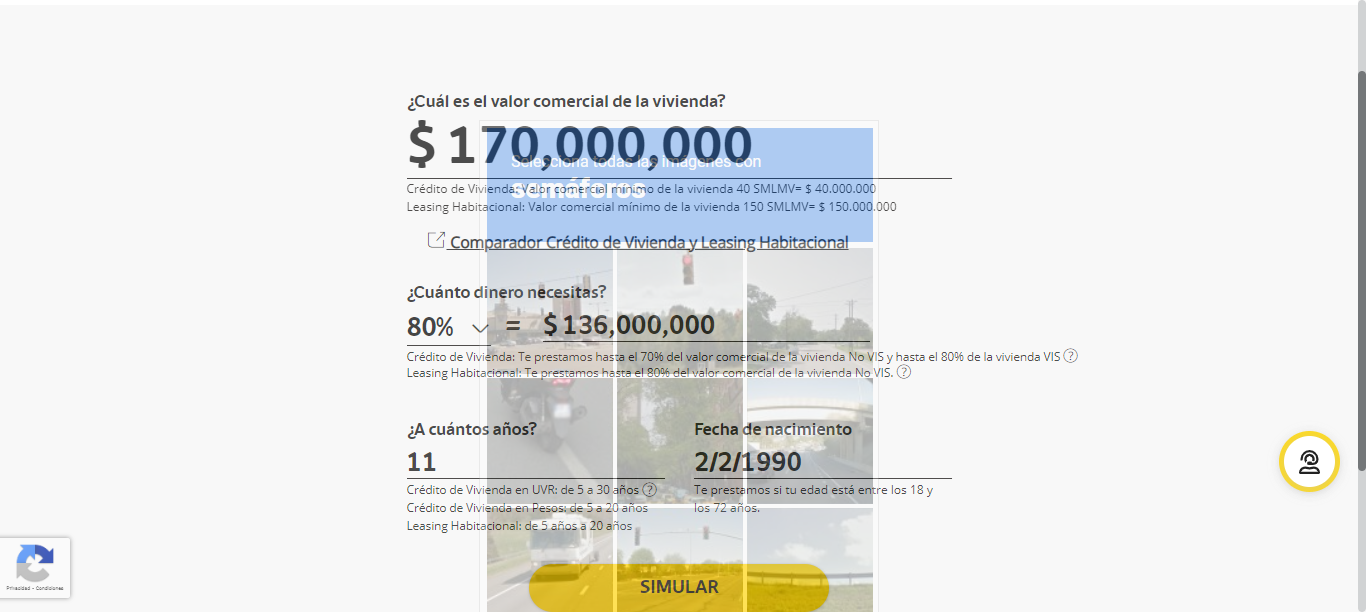 ¿Cuál es el valor comercial de la vivienda?
$ 170,000,000
Selecciona todas las imágenes con
semáforos
Crédito de Vivienda: Valor comercial mínimo de la vivienda 40 SMLMV= $ 40.000.000
Leasing Habitacional: Valor comercial mínimo de la vivienda 150 SMLMV= $ 150.000.000
Comparador Crédito de Vivienda y Leasing Habitacional
¿Cuánto dinero necesitas?
80% = $ 136,000,000
Crédito de Vivienda: Te prestamos hasta el 70% del valor comercial de la vivienda No VIS y hasta el 80% de la vivienda VIS ?
Leasing Habitacional: Te prestamos hasta el 80% del valor comercial de la vivienda No VIS. ?
¿A cuántos años?
11
Crédito de Vivienda en UVR: de 5 a 30 años ?
Crédito de Vivienda en Pesos: de 5 a 20 años
Leasing Habitacional: de 5 años a 20 años
Fecha de nacimiento
2/2/1990
Te prestamos si tu edad está entre los 18 y
los 72 años.
SIMULAR
Privacidad - Condiciones